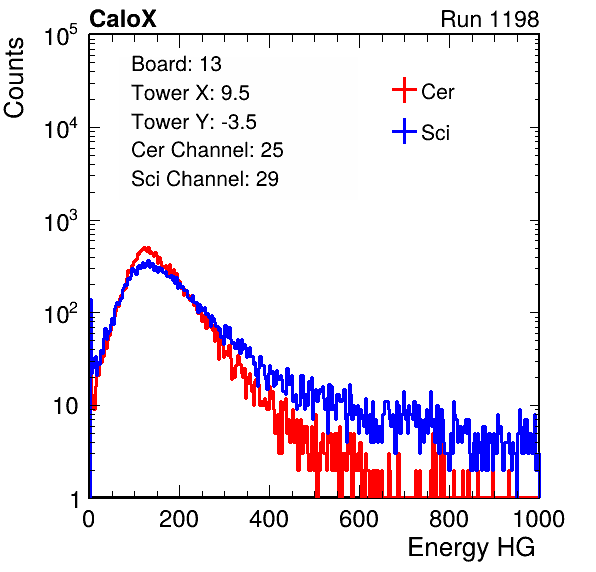 CaloX Run 1198
Counts
10^5
10^4
10^3
10^2
10
1
Board: 13
Tower X: 9.5
Tower Y: -3.5
Cer Channel: 25
Sci Channel: 29
Cer
Sci
0 200 400 600 800 1000
Energy HG